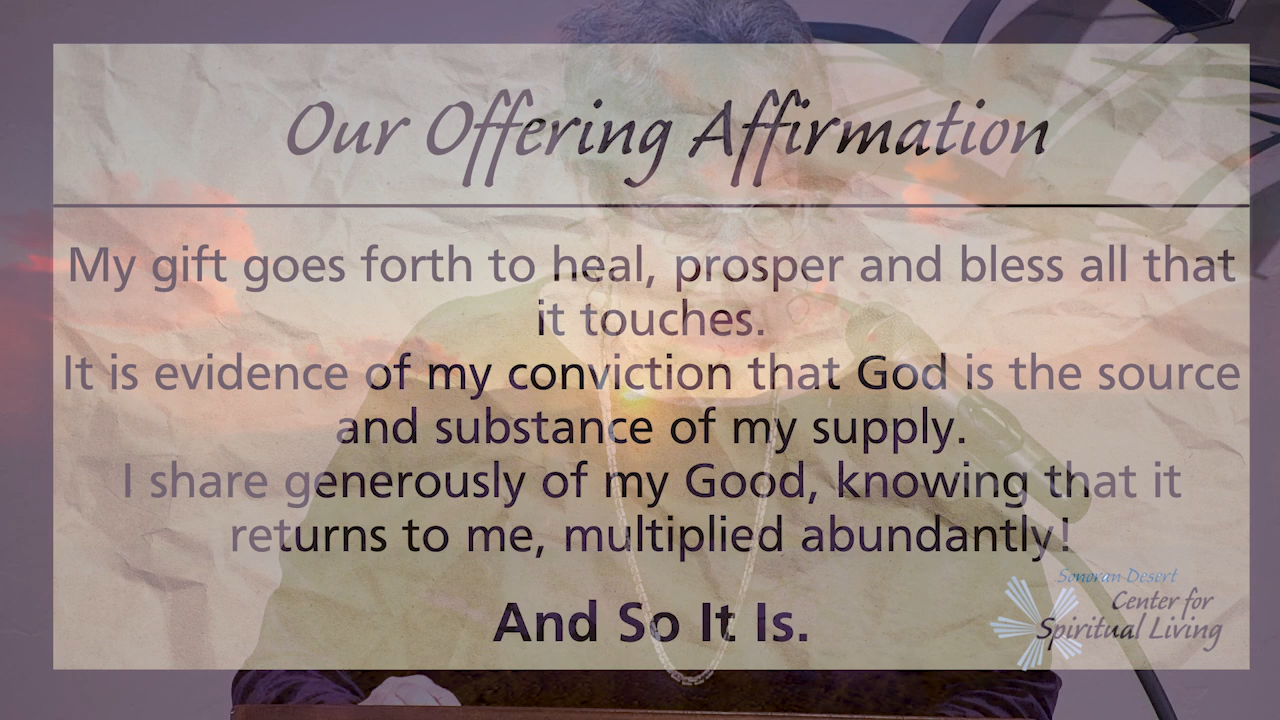 Our Offering Affirmation
My gift goes forth to heal, prosper and bless all that
it touches.
It is evidence of my conviction that God is the source
and substance of my supply.
I share generously of my Good, knowing that it
returns to me, multiplied abundantly!
And So It Is.
Sonoran Desert
Center for
Spiritual Living